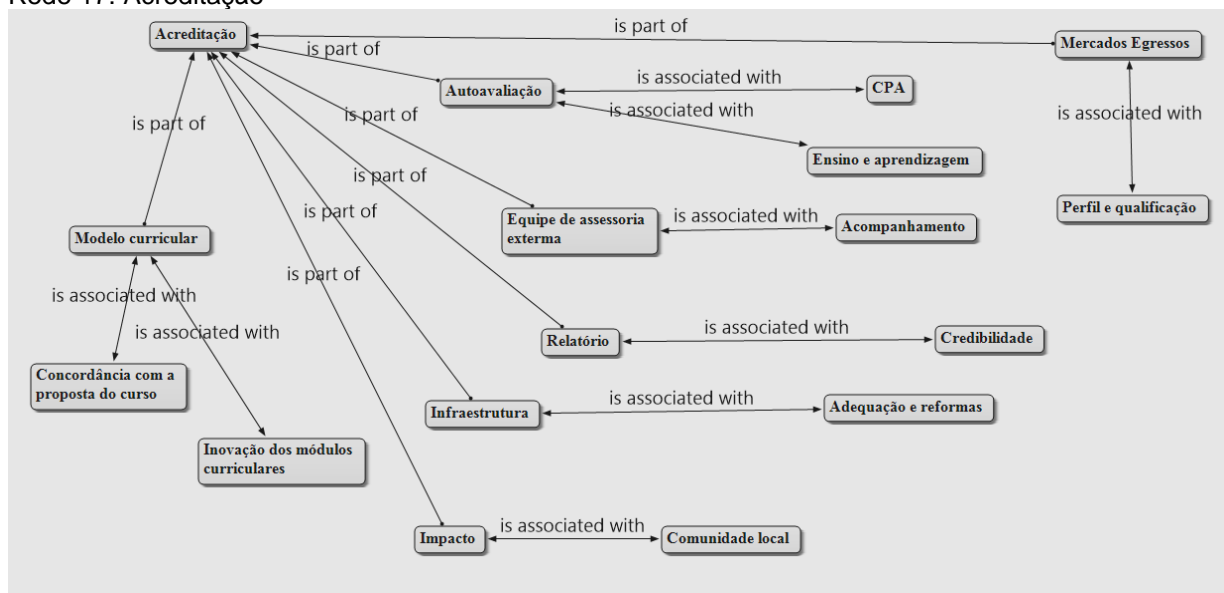 Rede 17: Acreditação
is part of
Acreditação
Mercados Egressos
is part of
is associated with
CPA
Autoavaliação
is part of
is part of
is associated with
is associated with
Ensino e aprendizagem
is part of
is part of
Equipe de assessoria
exterma
is associated with
Acompanhamento
Perfil e qualificação
Modelo curricular
is part of
is associated with
is associated with
Relatório
is associated with
Credibilidade
Concordância com a
proposta do curso
Infraestrutura
is associated with
Adequação e reformas
Inovação dos módulos
curriculares
Impacto
is associated with
Comunidade local